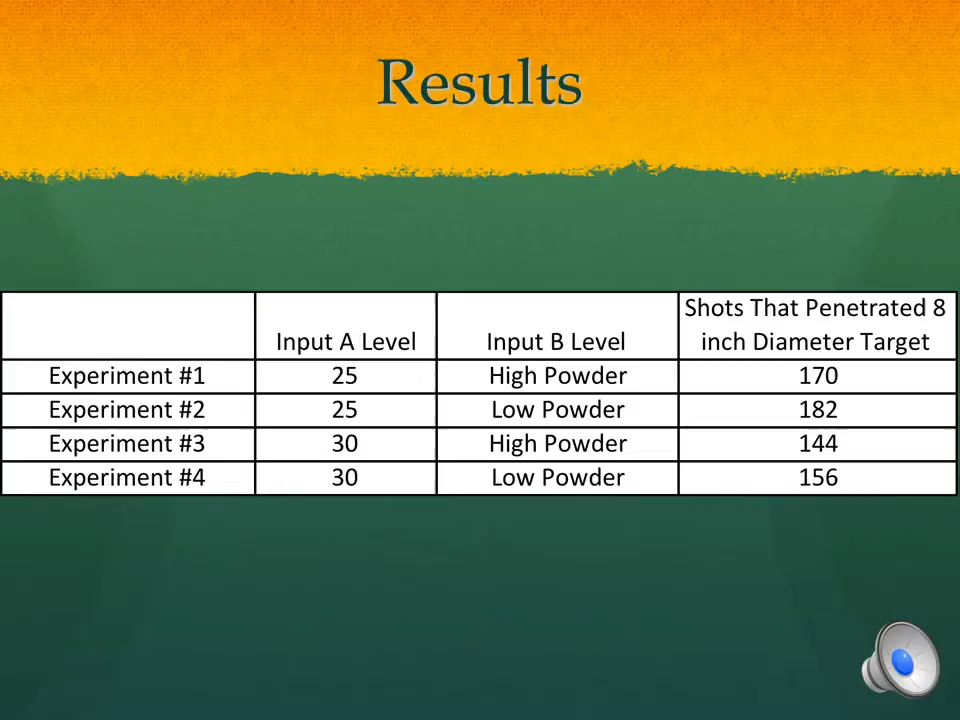 Results
Shots That Penetrated 8
Input A Level Input B Level inch Diameter Target
Experiment #1 25 High Powder 170
Experiment #2 25 Low Powder 182
Experiment #3 30 High Powder 144
Experiment #4 30 Low Powder 156